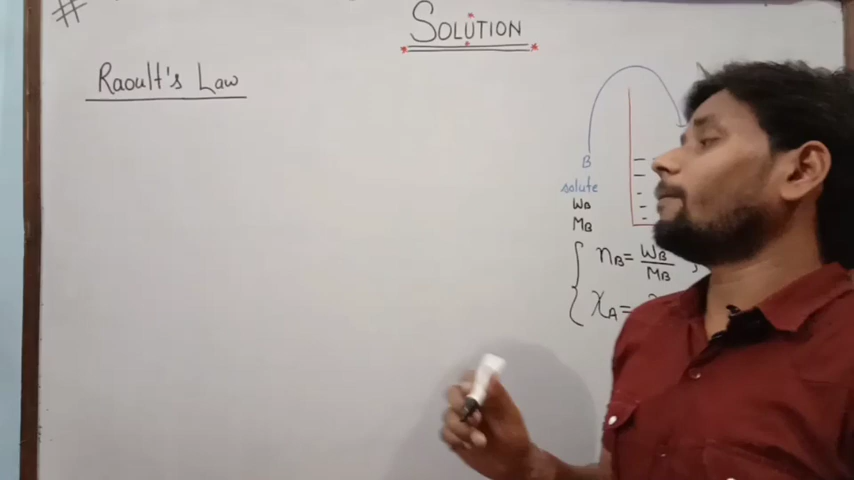 #
SOLUTION
Raoult's Law
B
solute
WB
MB
nB = WB/MB ,
χA =